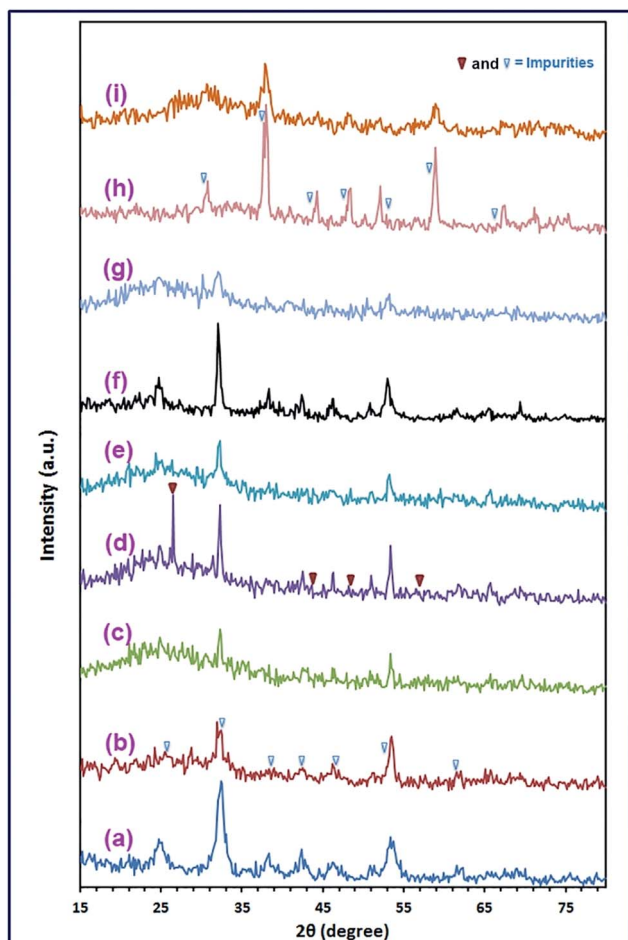 ▼ and ▽ = Impurities
(i)
(h)
(g)
(f)
(e)
(d)
(c)
(b)
(a)
Intensity (a.u.)
15 25 35 45 55 65 75
2θ (degree)